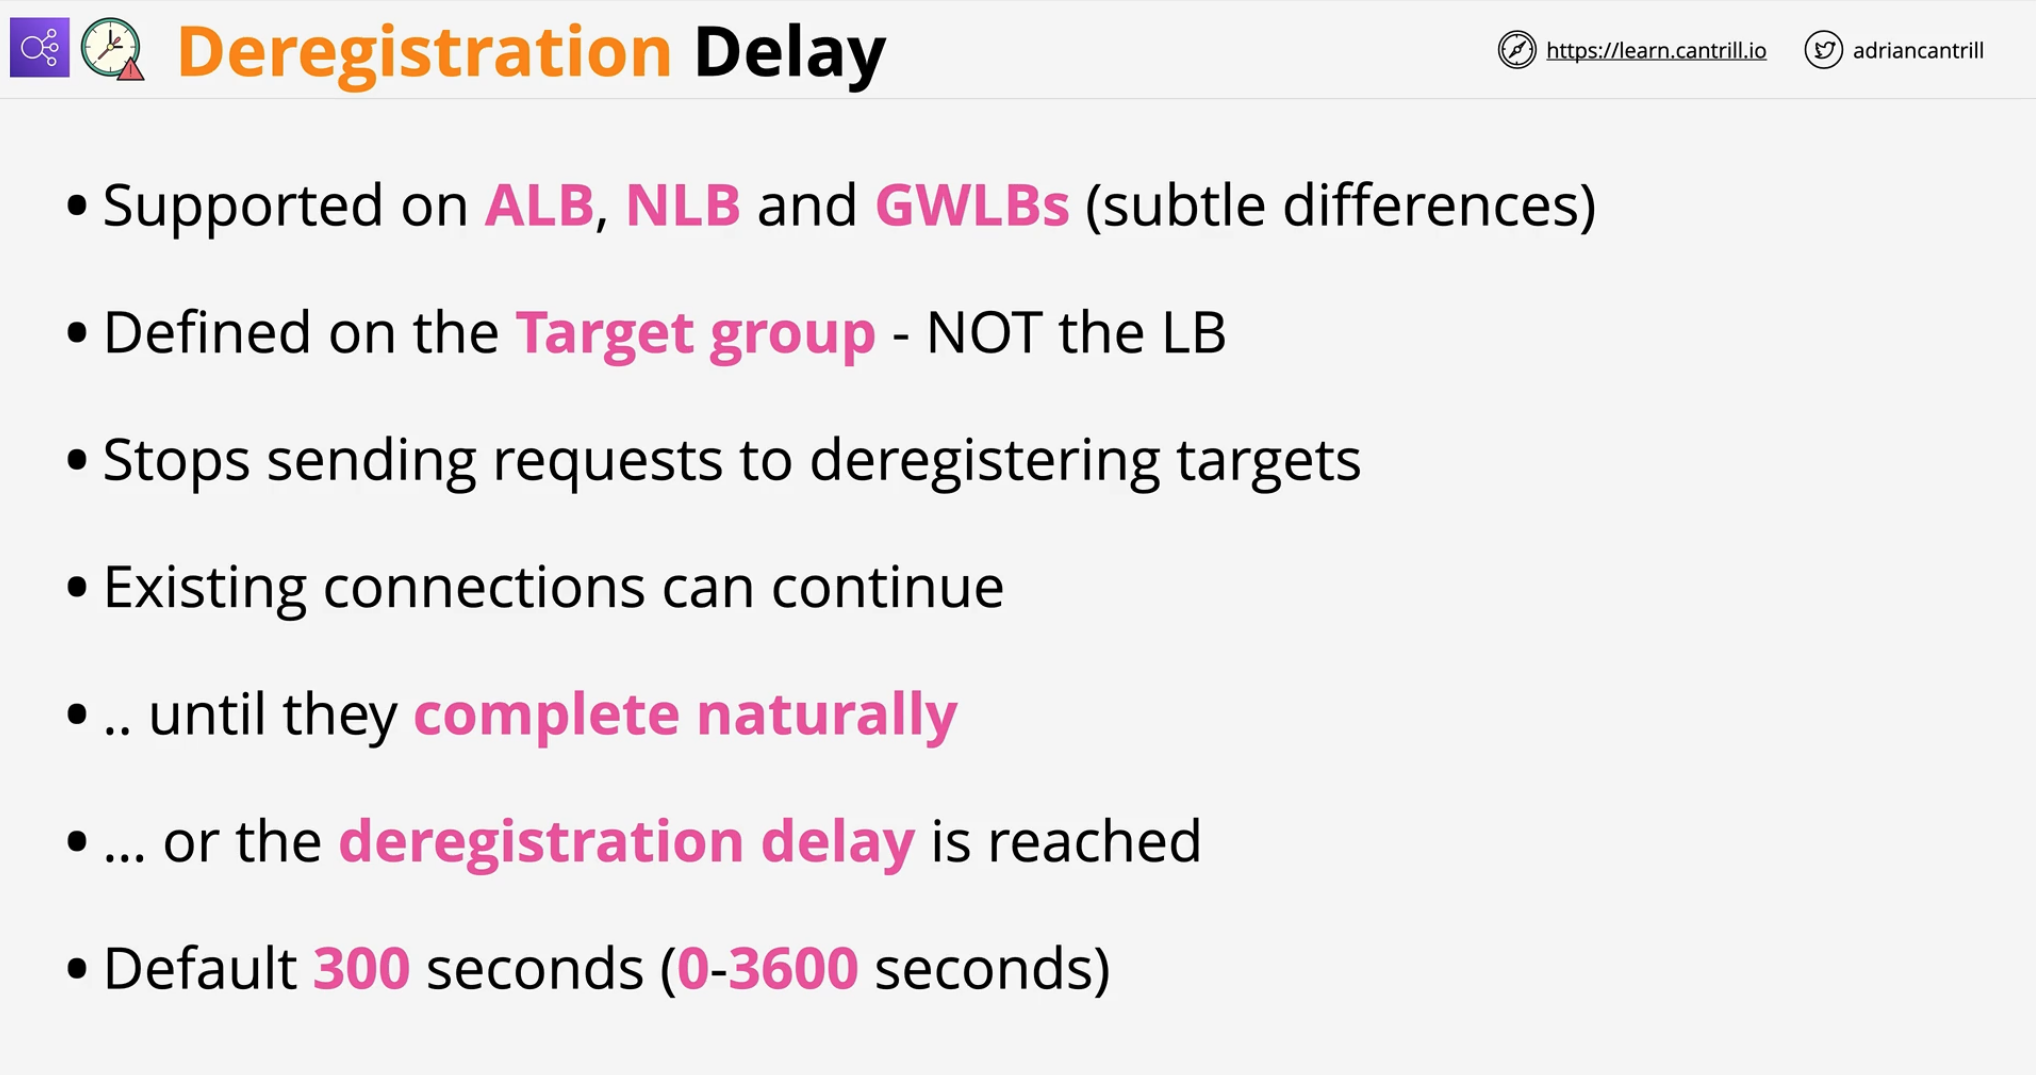 Deregistration Delay
https://learn.cantrill.io
adriancantrill
• Supported on ALB, NLB and GWLBs (subtle differences)
• Defined on the Target group - NOT the LB
• Stops sending requests to deregistering targets
• Existing connections can continue
• .. until they complete naturally
• ... or the deregistration delay is reached
• Default 300 seconds (0-3600 seconds)